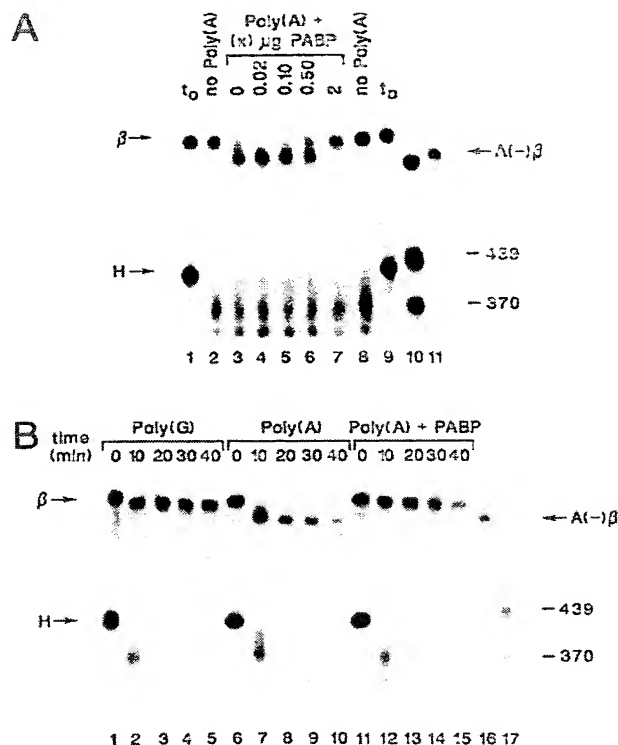 A
Poly(A) +
(x) µg PABP
t₀ no Poly(A) 0 0.02 0.10 0.50 2 no Poly(A) t₀
β→
←A(-)β
-439
H→
-370
1 2 3 4 5 6 7 8 9 10 11
B
time Poly(G) Poly(A) Poly(A) + PABP
(min) 0 10 20 30 40 0 10 20 30 40 0 10 20 30 40
β→
←A(-)β
H→
-439
-370
1 2 3 4 5 6 7 8 9 10 11 12 13 14 15 16 17